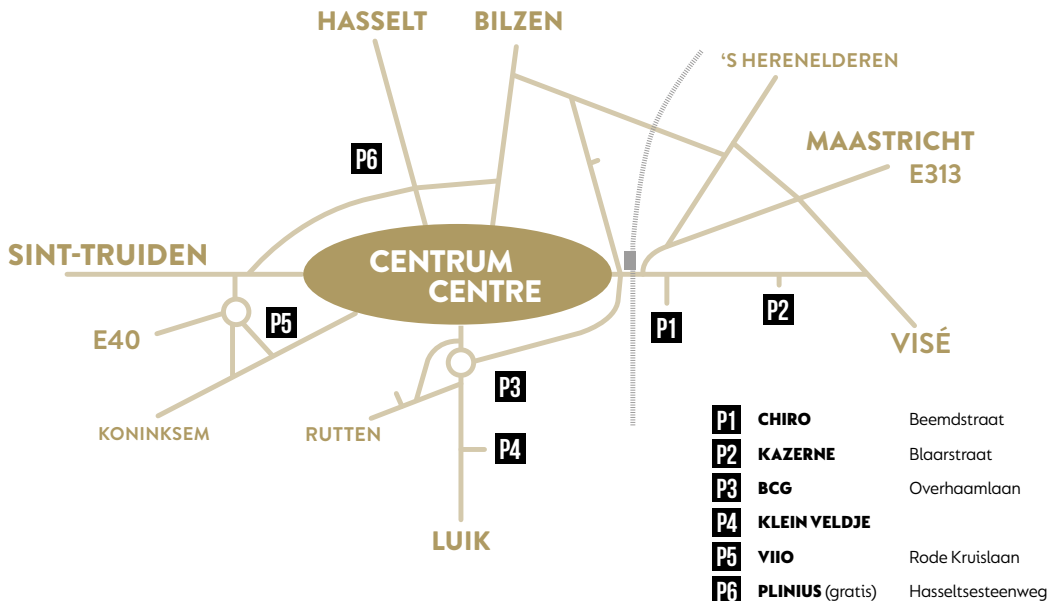 HASSELT
BILZEN
‘S HERENELDEREN
MAASTRICHT
E313
P6
SINT-TRUIDEN
CENTRUM
CENTRE
P5
P1
P2
E40
VISÉ
P3
KONINKSEM
RUTTEN
P4
LUIK
P1 CHIRO Beemdstraat
P2 KAZERNE Blaarstraat
P3 BCG Overhaamlaan
P4 KLEIN VELDJE
P5 VIIO Rode Kruislaan
P6 PLINIUS (gratis) Hasseltsesteenweg